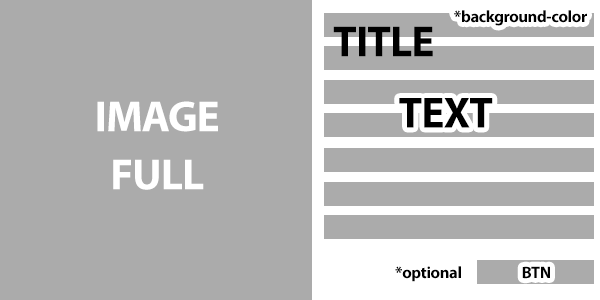 IMAGE
FULL
*background-color
TITLE
TEXT
*optional
BTN